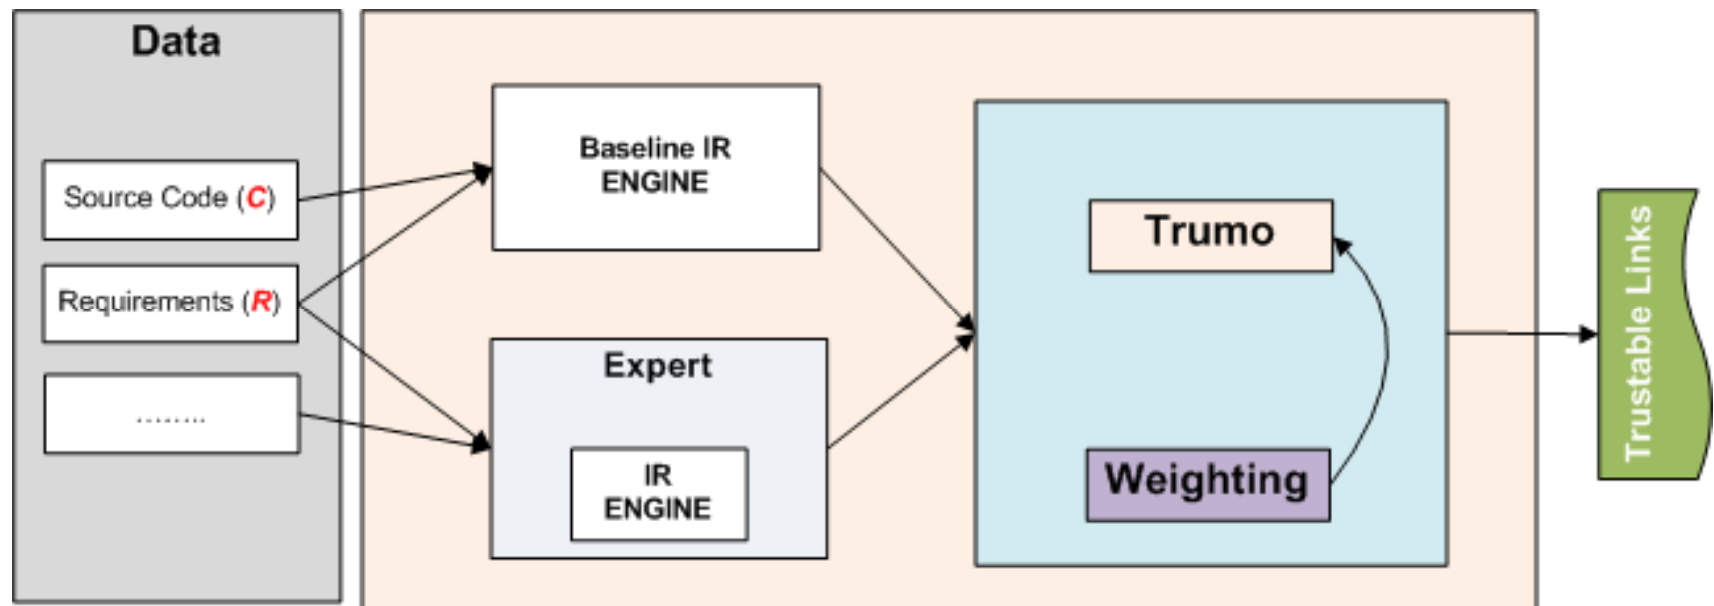 Data
Source Code (C)
Requirements (R)
........
Baseline IR
ENGINE
Expert
IR
ENGINE
Trumo
Weighting
Trustable Links